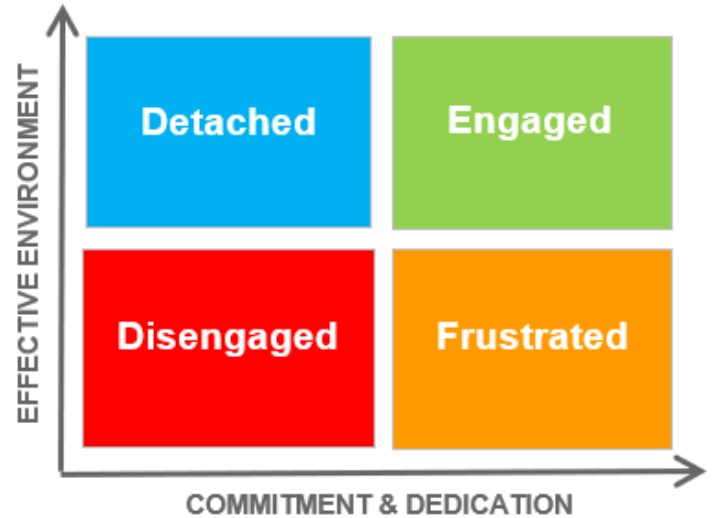 EFFECTIVE ENVIRONMENT
Detached
Engaged
Disengaged
Frustrated
COMMITMENT & DEDICATION